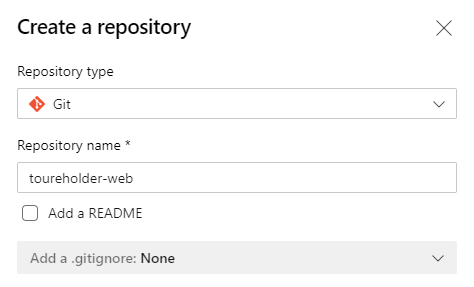 Create a repository
Repository type
Git
Repository name *
toureholder-web
Add a README
Add a .gitignore: None